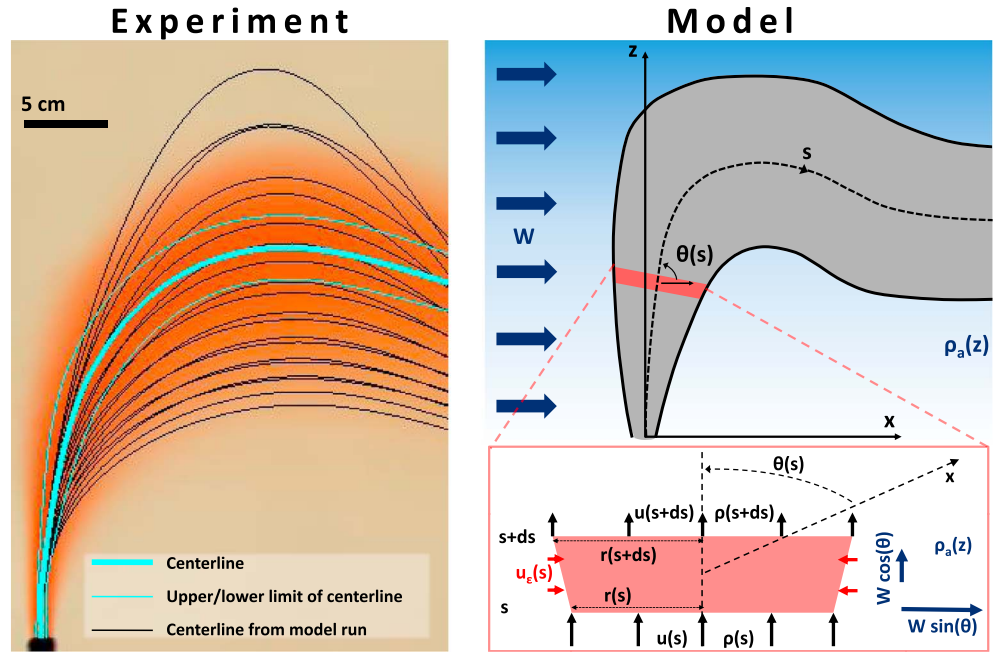 Experiment
5 cm
Centerline
Upper/lower limit of centerline
Centerline from model run
Model
z
s
W
θ(s)
ρₐ(z)
x
θ(s)
x
u(s+ds) ρ(s+ds)
s+ds
r(s+ds)
uε(s)
ρₐ(z)
W cos(θ)
r(s)
s
W sin(θ)
u(s) ρ(s)